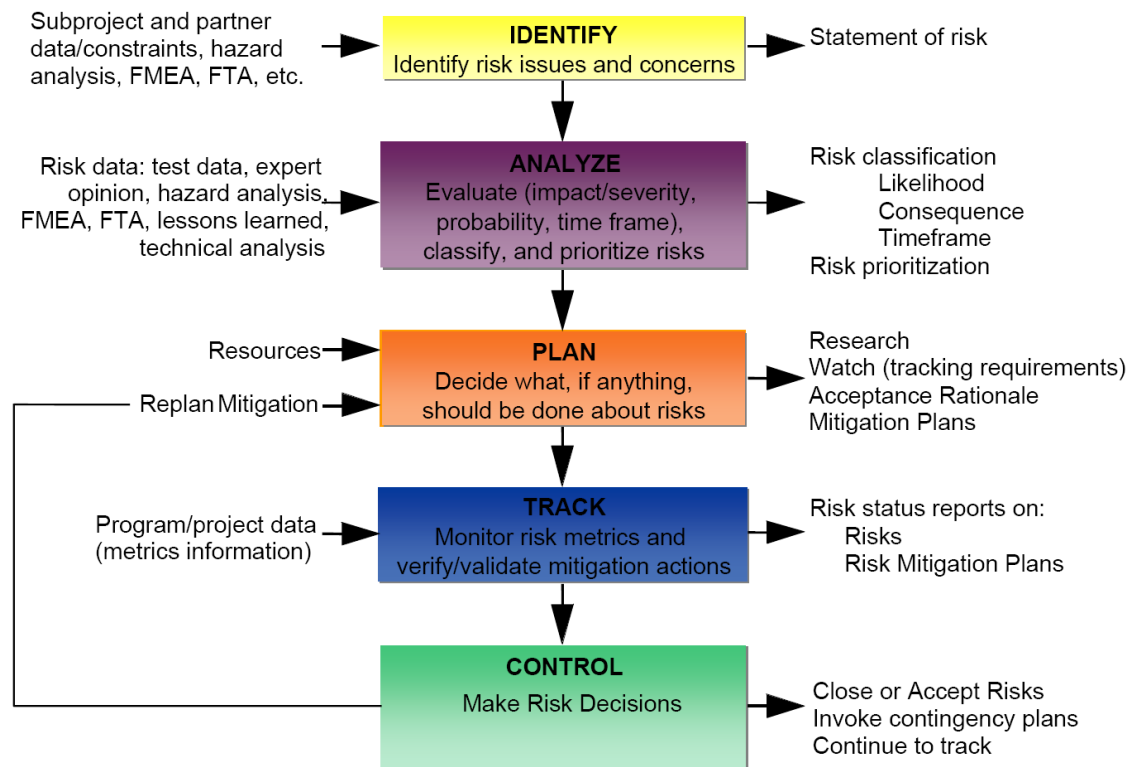 Subproject and partner
data/constraints, hazard
analysis, FMEA, FTA, etc.
IDENTIFY
Identify risk issues and concerns
Statement of risk
Risk data: test data, expert
opinion, hazard analysis,
FMEA, FTA, lessons learned,
technical analysis
ANALYZE
Evaluate (impact/severity,
probability, time frame),
classify, and prioritize risks
Risk classification
Likelihood
Consequence
Timeframe
Risk prioritization
Resources
Replan Mitigation
PLAN
Decide what, if anything,
should be done about risks
Research
Watch (tracking requirements)
Acceptance Rationale
Mitigation Plans
Program/project data
(metrics information)
TRACK
Monitor risk metrics and
verify/validate mitigation actions
Risk status reports on:
Risks
Risk Mitigation Plans
CONTROL
Make Risk Decisions
Close or Accept Risks
Invoke contingency plans
Continue to track